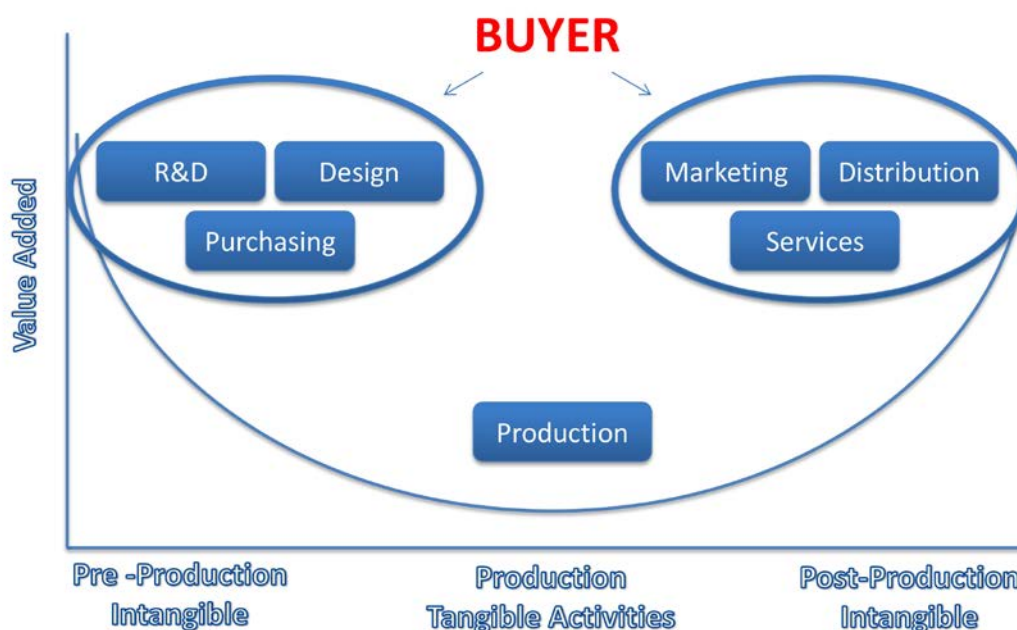 BUYER
R&D
Design
Marketing
Distribution
Purchasing
Services
Value Added
Production
Pre -Production
Intangible
Production
Tangible Activities
Post-Production
Intangible